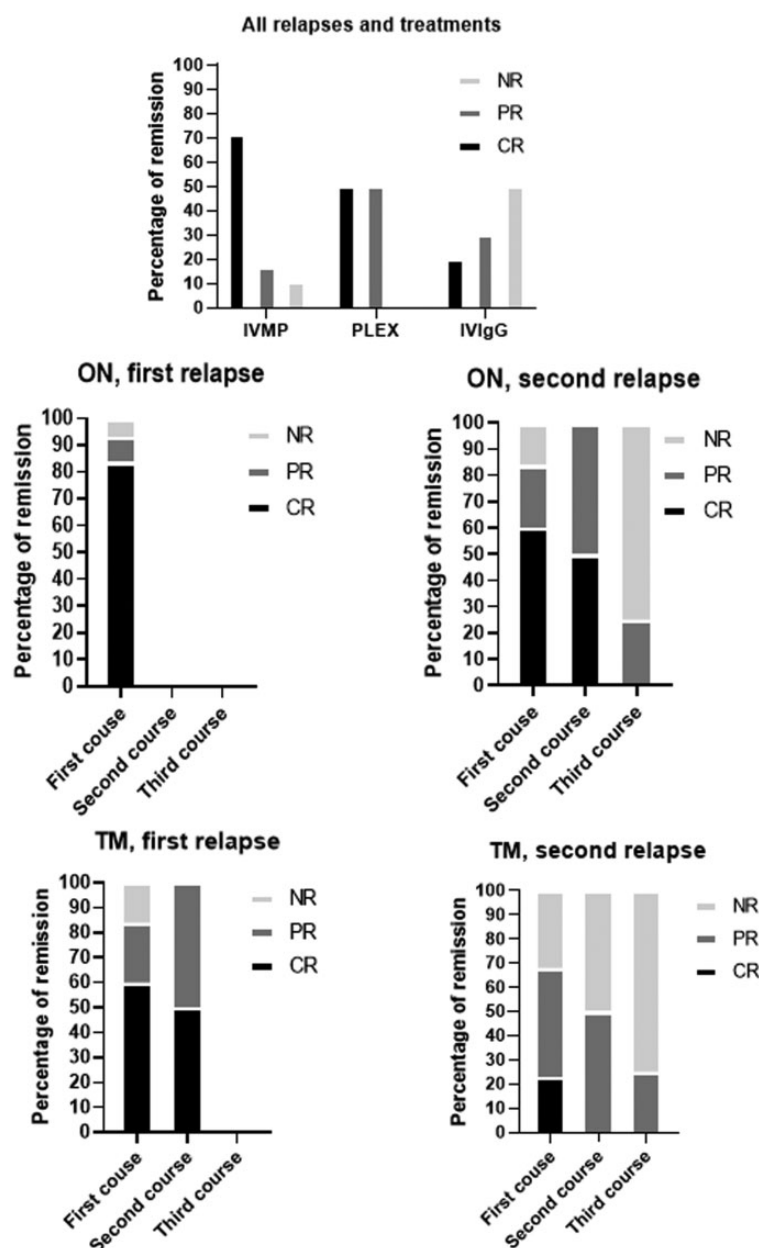 All relapses and treatments
Percentage of remission
100
90
80
70
60
50
40
30
20
10
0
NR
PR
CR
IVMP
PLEX
IVIgG
ON, first relapse
Percentage of remission
100
90
80
70
60
50
40
30
20
10
0
NR
PR
CR
First couse
Second course
Third course
ON, second relapse
Percentage of remission
100
90
80
70
60
50
40
30
20
10
0
NR
PR
CR
First couse
Second course
Third course
TM, first relapse
Percentage of remission
100
90
80
70
60
50
40
30
20
10
0
NR
PR
CR
First couse
Second course
Third course
TM, second relapse
Percentage of remission
100
90
80
70
60
50
40
30
20
10
0
NR
PR
CR
First couse
Second course
Third course